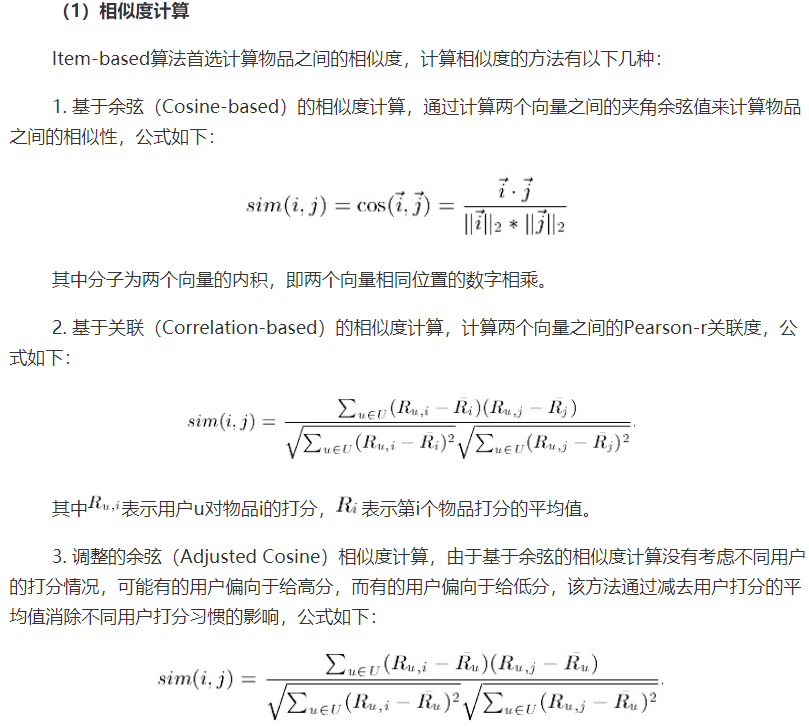 （1）相似度计算
Item-based算法首选计算物品之间的相似度，计算相似度的方法有以下几种：
1. 基于余弦（Cosine-based）的相似度计算，通过计算两个向量之间的夹角余弦值来计算物品
之间的相似性，公式如下：
$sim(i,j) = \cos(\vec{i},\vec{j}) = \frac{\vec{i} \cdot \vec{j}}{||\vec{i}||_2 * ||\vec{j}||_2}$
其中分子为两个向量的内积，即两个向量相同位置的数字相乘。
2. 基于关联（Correlation-based）的相似度计算，计算两个向量之间的Pearson-r关联度，公
式如下：
$sim(i,j) = \frac{\sum_{u \in U}(R_{u,i} - \bar{R_i})(R_{u,j} - \bar{R_j})}{\sqrt{\sum_{u \in U}(R_{u,i} - \bar{R_i})^2}\sqrt{\sum_{u \in U}(R_{u,j} - \bar{R_j})^2}}.$
其中$R_{u,i}$表示用户u对物品i的打分，$R_i$表示第i个物品打分的平均值。
3. 调整的余弦（Adjusted Cosine）相似度计算，由于基于余弦的相似度计算没有考虑不同用户
的打分情况，可能有的用户偏向于给高分，而有的用户偏向于给低分，该方法通过减去用户打分的平
均值消除不同用户打分习惯的影响，公式如下：
$sim(i,j) = \frac{\sum_{u \in U}(R_{u,i} - \bar{R_u})(R_{u,j} - \bar{R_u})}{\sqrt{\sum_{u \in U}(R_{u,i} - \bar{R_u})^2}\sqrt{\sum_{u \in U}(R_{u,j} - \bar{R_u})^2}}.$